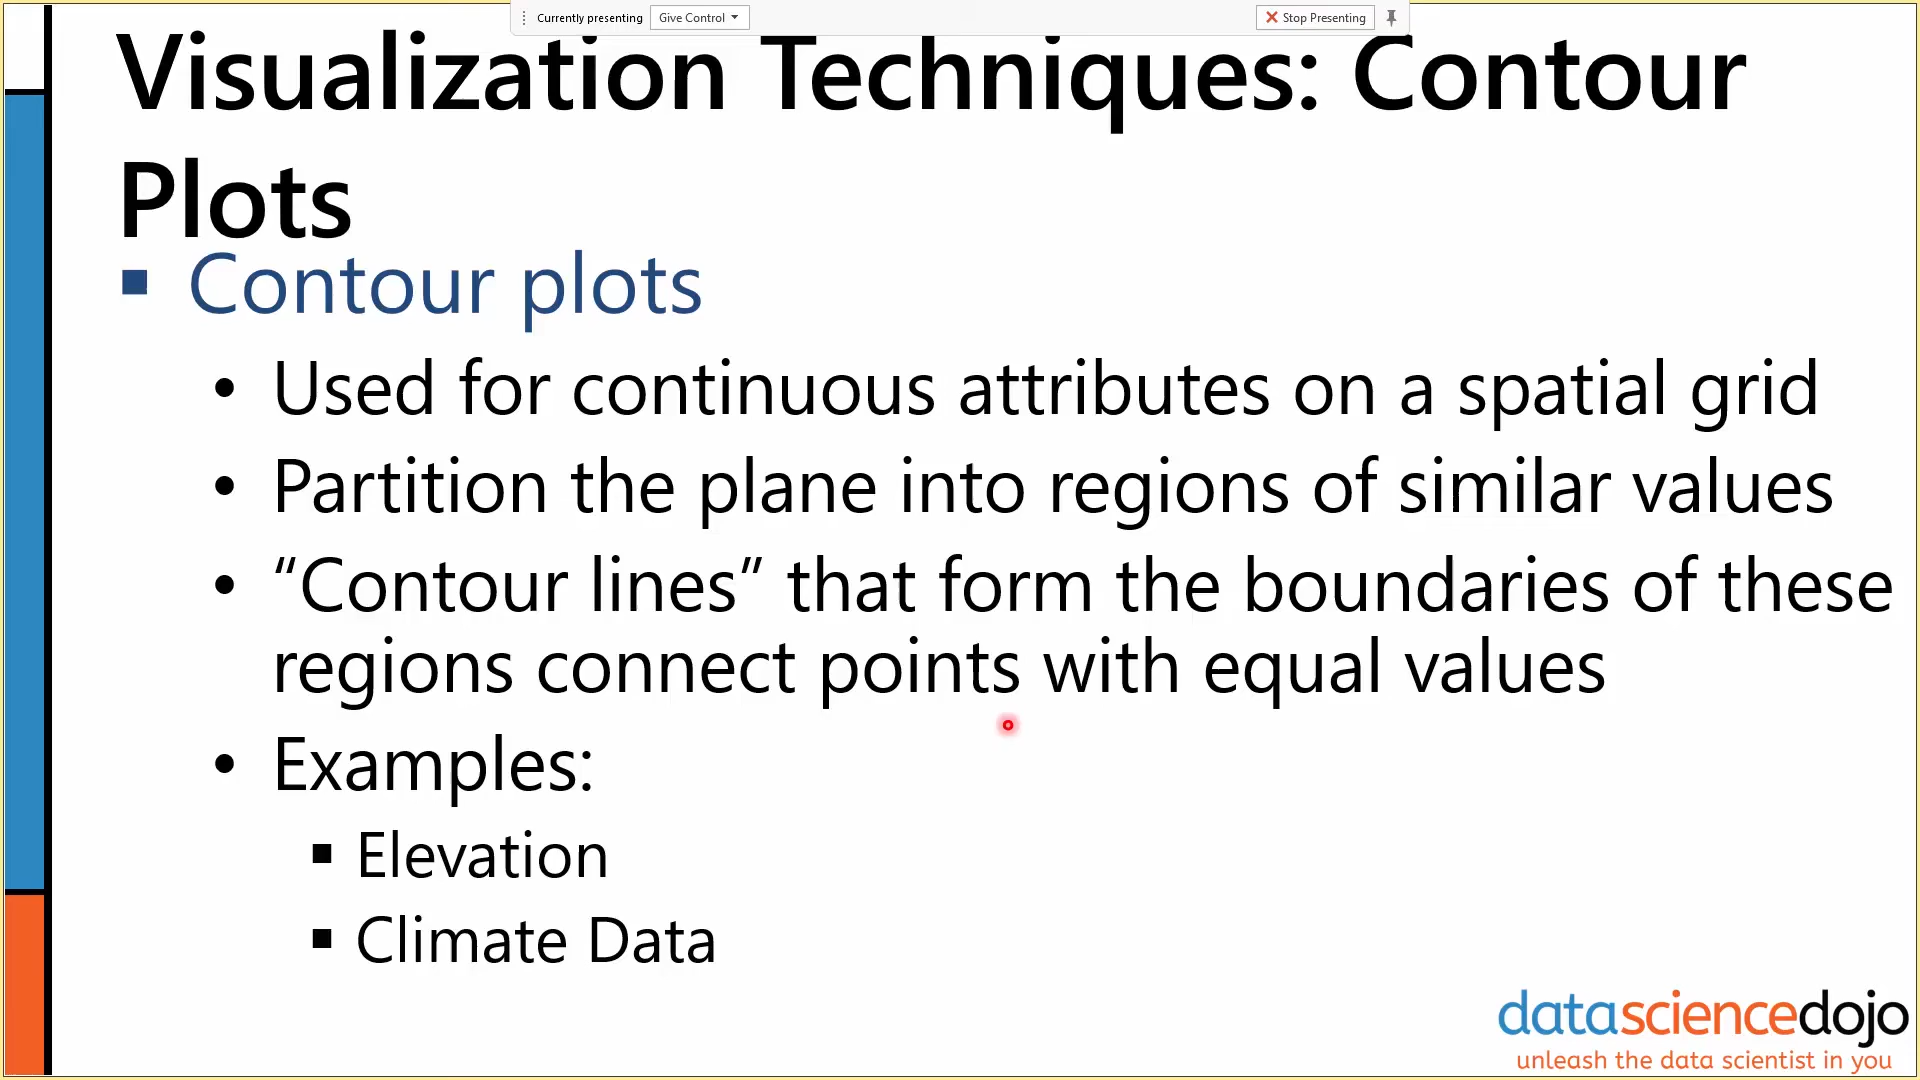 Currently presenting Give Control Stop Presenting
Visualization Techniques: Contour
Plots
▪ Contour plots
• Used for continuous attributes on a spatial grid
• Partition the plane into regions of similar values
• “Contour lines” that form the boundaries of these
regions connect points with equal values
• Examples:
▪ Elevation
▪ Climate Data
datasciencedojo
unleash the data scientist in you